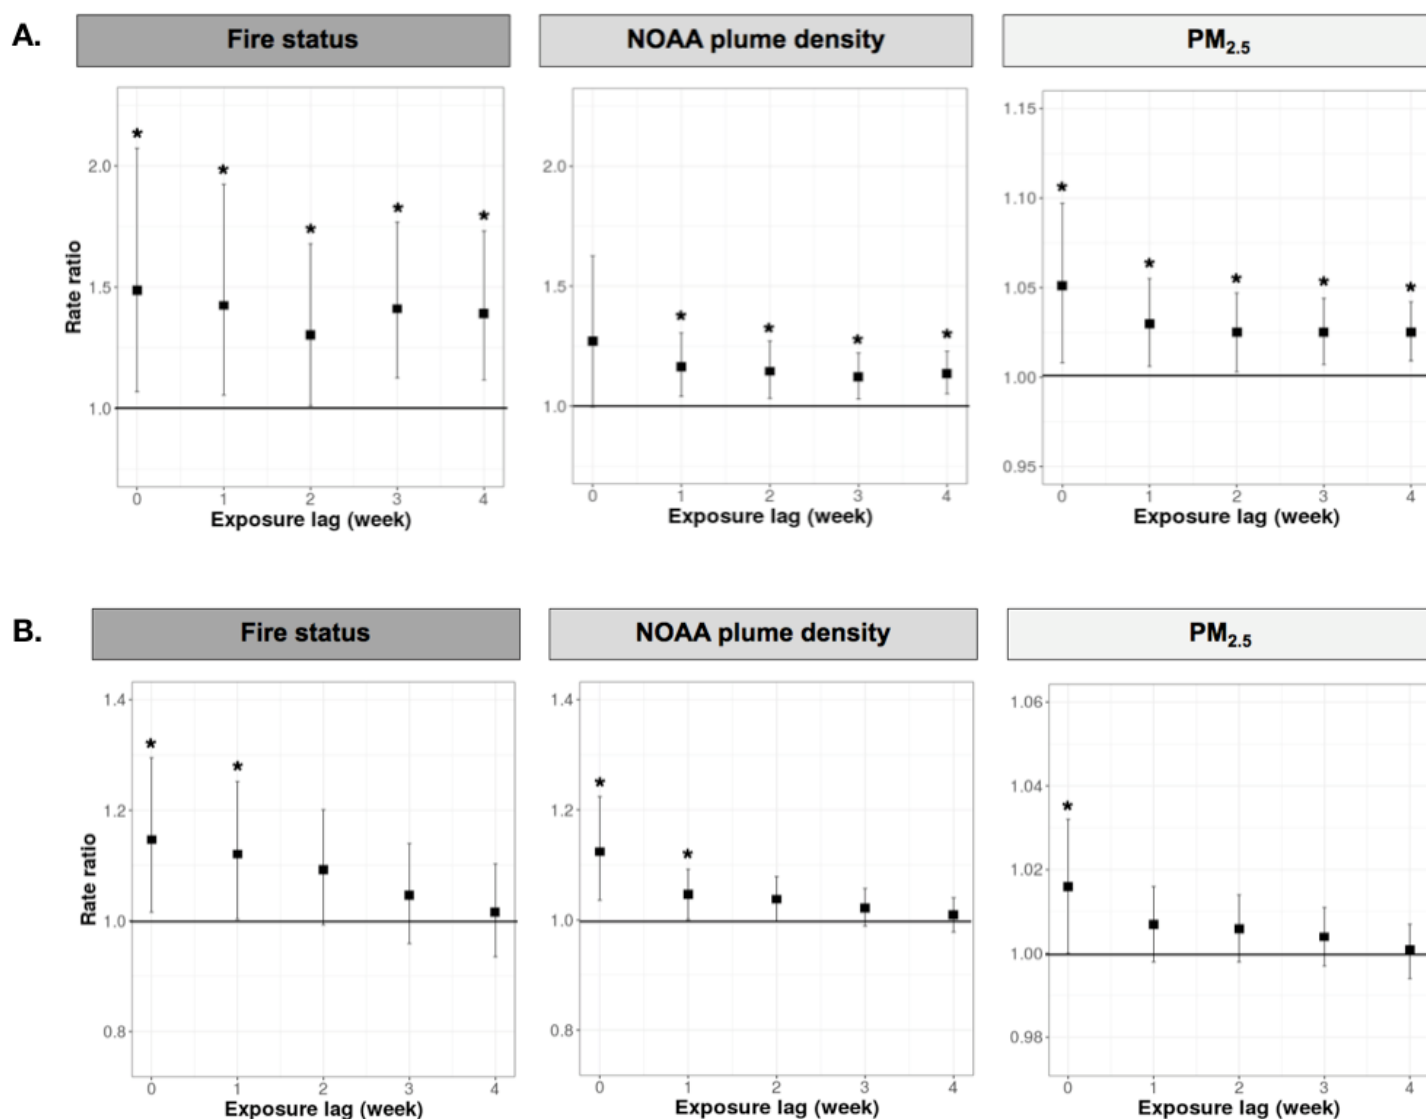 A.
Fire status
NOAA plume density
PM2.5
* * * * *
2.0
1.5
1.0
Rate ratio
0 1 2 3 4
Exposure lag (week)
* * * *
2.0
1.5
1.0
0 1 2 3 4
Exposure lag (week)
* * * * *
1.15
1.10
1.05
1.00
0.95
0 1 2 3 4
Exposure lag (week)
B.
Fire status
NOAA plume density
PM2.5
* *
1.4
1.2
1.0
0.8
Rate ratio
0 1 2 3 4
Exposure lag (week)
* *
1.4
1.2
1.0
0.8
0 1 2 3 4
Exposure lag (week)
*
1.06
1.04
1.02
1.00
0.98
0 1 2 3 4
Exposure lag (week)